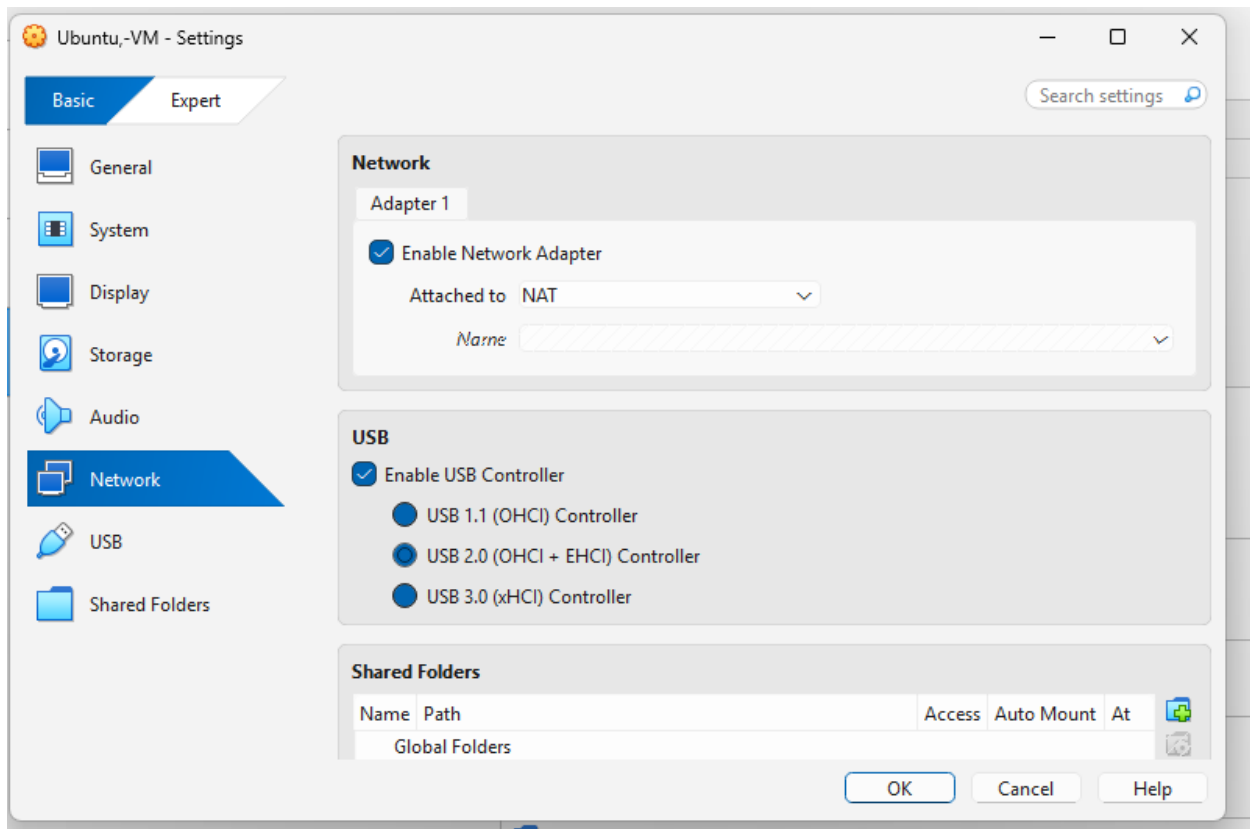 Ubuntu,-VM - Settings
Basic
Expert
Search settings
General
System
Display
Storage
Audio
Network
USB
Shared Folders
Network
Adapter 1
Enable Network Adapter
Attached to NAT
Name
USB
Enable USB Controller
USB 1.1 (OHCI) Controller
USB 2.0 (OHCI + EHCI) Controller
USB 3.0 (xHCI) Controller
Shared Folders
Name Path Access Auto Mount At
Global Folders
OK Cancel Help